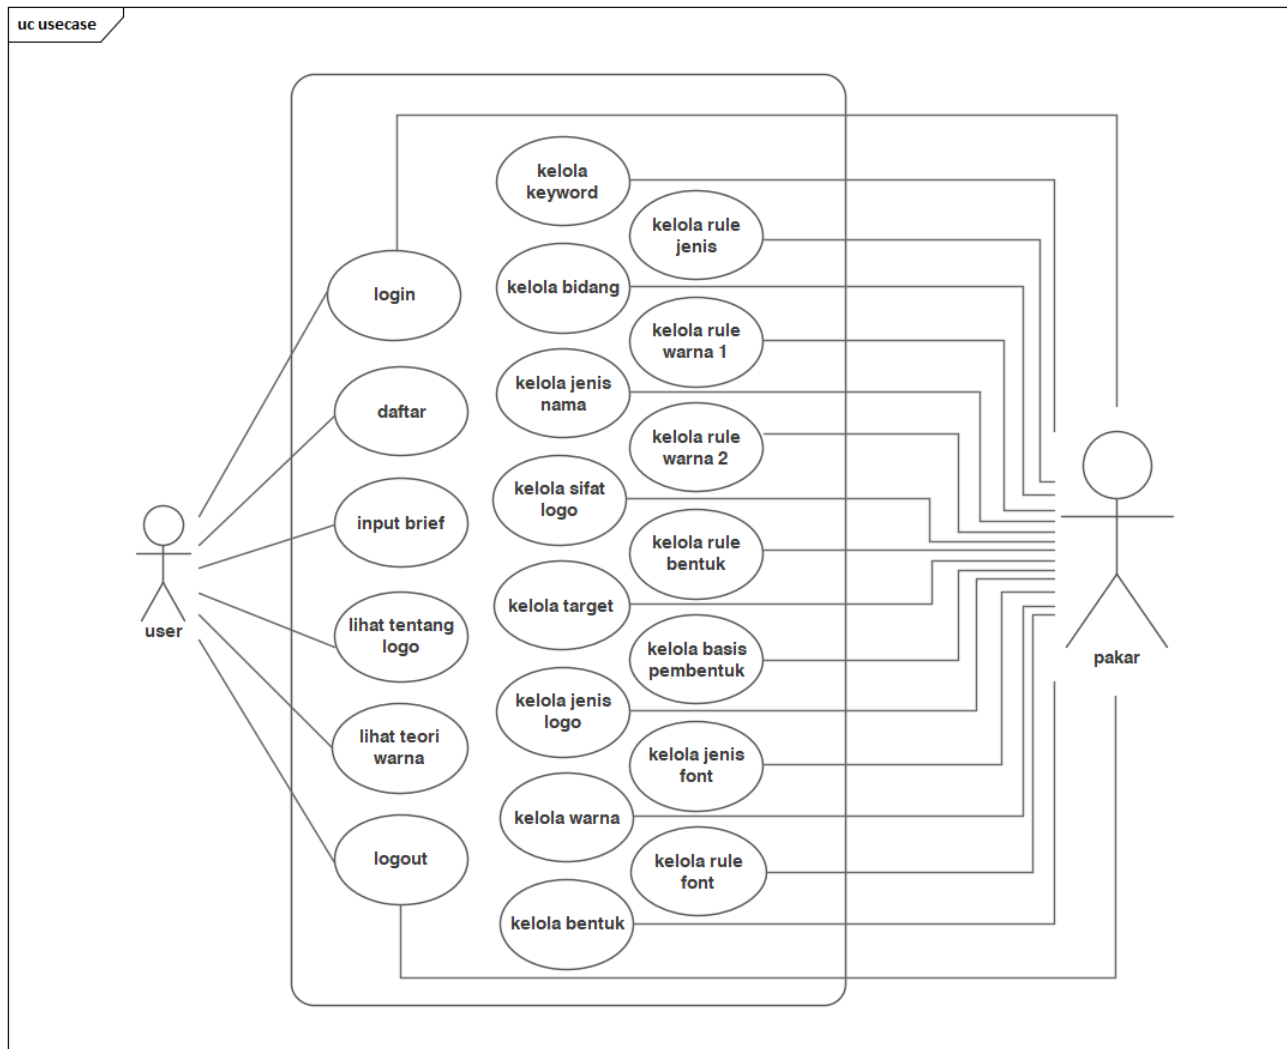 uc usecase
kelola
keyword
kelola rule
jenis
login
kelola bidang
kelola rule
warna 1
kelola jenis
nama
daftar
kelola rule
warna 2
kelola sifat
logo
input brief
kelola rule
bentuk
kelola target
user
lihat tentang
logo
kelola basis
pembentuk
pakar
kelola jenis
logo
lihat teori
warna
kelola jenis
font
kelola warna
logout
kelola rule
font
kelola bentuk